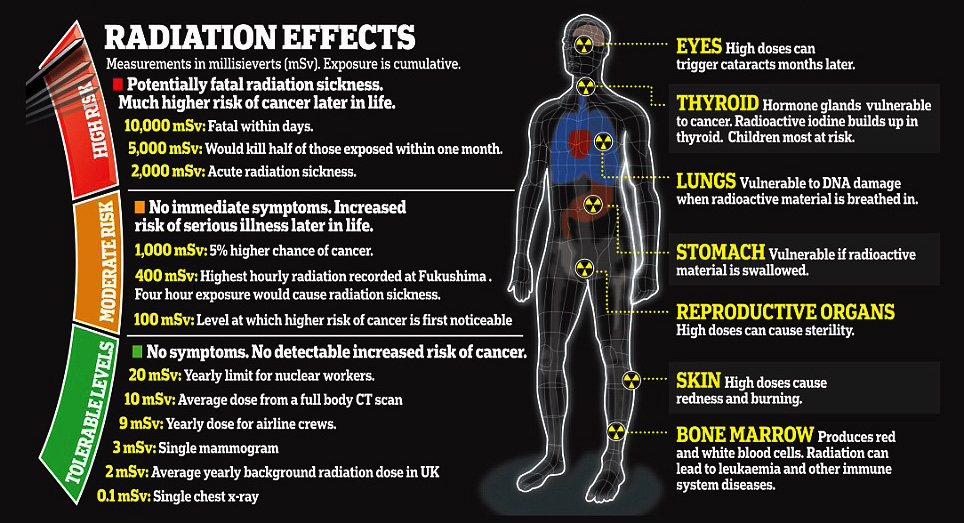 RADIATION EFFECTS
Measurements in millisieverts (mSv). Exposure is cumulative.
HIGH RISK
Potentially fatal radiation sickness.
Much higher risk of cancer later in life.
10,000 mSv: Fatal within days.
5,000 mSv: Would kill half of those exposed within one month.
2,000 mSv: Acute radiation sickness.
MODERATE RISK
No immediate symptoms. Increased
risk of serious illness later in life.
1,000 mSv: 5% higher chance of cancer.
400 mSv: Highest hourly radiation recorded at Fukushima .
Four hour exposure would cause radiation sickness.
100 mSv: Level at which higher risk of cancer is first noticeable
TOLERABLE LEVELS
No symptoms. No detectable increased risk of cancer.
20 mSv: Yearly limit for nuclear workers.
10 mSv: Average dose from a full body CT scan
9 mSv: Yearly dose for airline crews.
3 mSv: Single mammogram
2 mSv: Average yearly background radiation dose in UK
0.1 mSv: Single chest x-ray
EYES High doses can
trigger cataracts months later.
THYROID Hormone glands vulnerable
to cancer. Radioactive iodine builds up in
thyroid. Children most at risk.
LUNGS Vulnerable to DNA damage
when radioactive material is breathed in.
STOMACH Vulnerable if radioactive
material is swallowed.
REPRODUCTIVE ORGANS
High doses can cause sterility.
SKIN High doses cause
redness and burning.
BONE MARROW Produces red
and white blood cells. Radiation can
lead to leukaemia and other immune
system diseases.